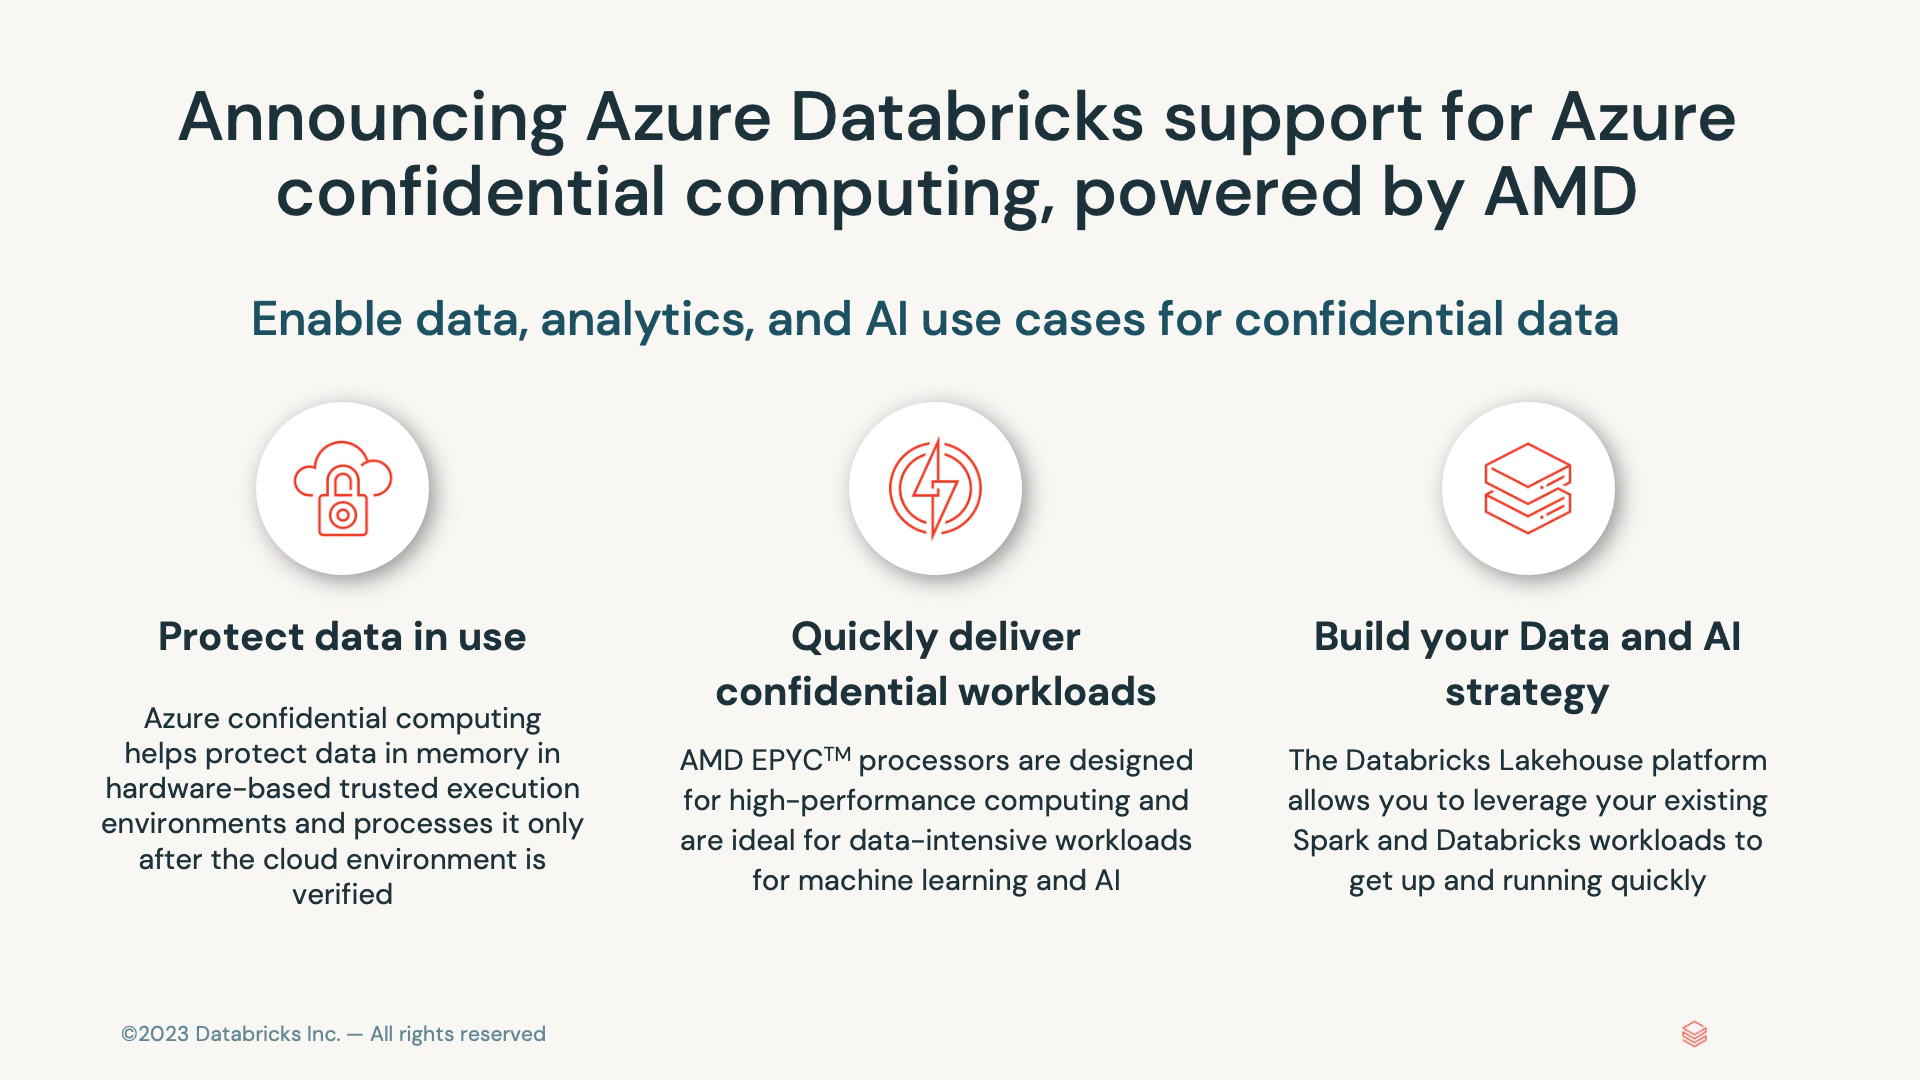 Announcing Azure Databricks support for Azure
confidential computing, powered by AMD
Enable data, analytics, and AI use cases for confidential data
Protect data in use
Azure confidential computing
helps protect data in memory in
hardware-based trusted execution
environments and processes it only
after the cloud environment is
verified
Quickly deliver
confidential workloads
AMD EPYC™ processors are designed
for high-performance computing and
are ideal for data-intensive workloads
for machine learning and AI
Build your Data and AI
strategy
The Databricks Lakehouse platform
allows you to leverage your existing
Spark and Databricks workloads to
get up and running quickly
©2023 Databricks Inc. — All rights reserved